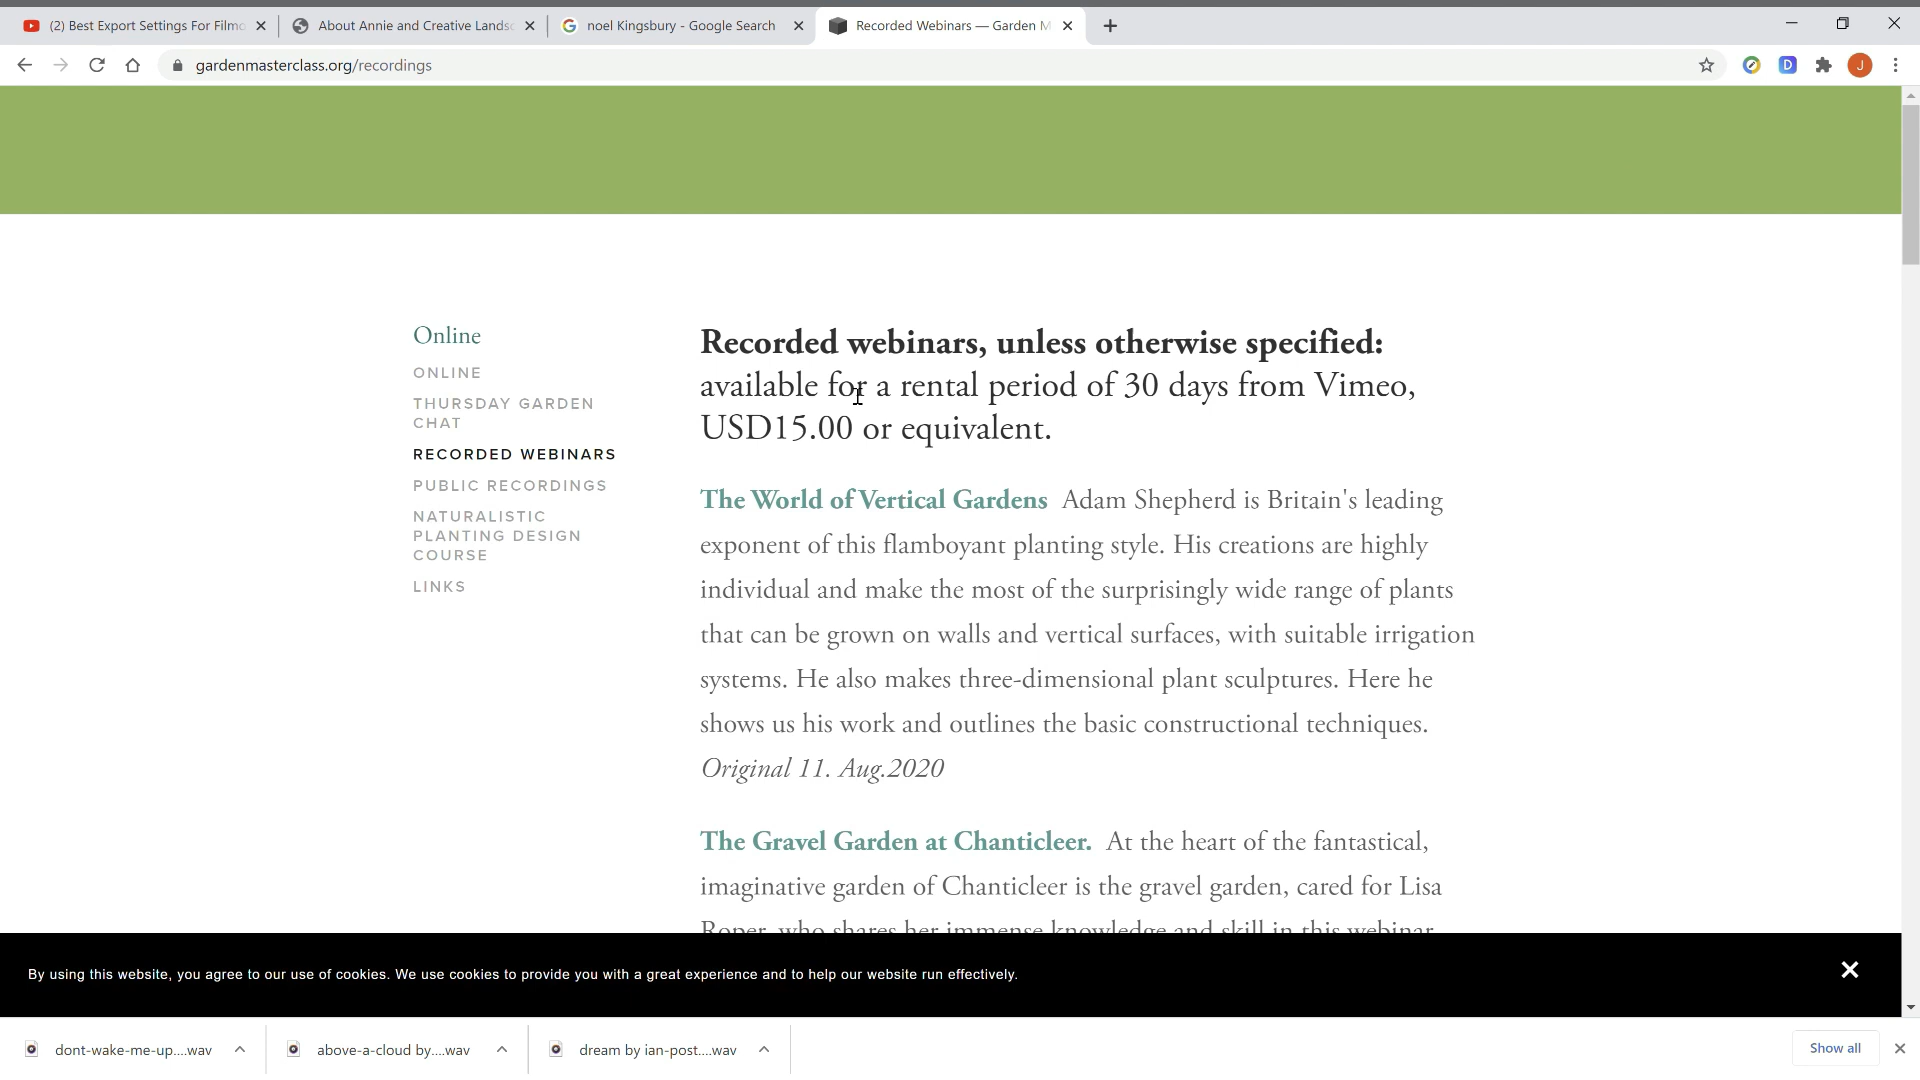 (2) Best Export Settings For Filmo
About Annie and Creative Landsc
noel Kingsbury - Google Search
Recorded Webinars — Garden M
gardenmasterclass.org/recordings
J
D
Online
ONLINE
THURSDAY GARDEN
CHAT
RECORDED WEBINARS
PUBLIC RECORDINGS
NATURALISTIC
PLANTING DESIGN
COURSE
LINKS
Recorded webinars, unless otherwise specified:
available for a rental period of 30 days from Vimeo,
USD15.00 or equivalent.
The World of Vertical Gardens Adam Shepherd is Britain's leading
exponent of this flamboyant planting style. His creations are highly
individual and make the most of the surprisingly wide range of plants
that can be grown on walls and vertical surfaces, with suitable irrigation
systems. He also makes three-dimensional plant sculptures. Here he
shows us his work and outlines the basic constructional techniques.
Original 11. Aug.2020
The Gravel Garden at Chanticleer. At the heart of the fantastical,
imaginative garden of Chanticleer is the gravel garden, cared for Lisa
Roper, who shares her immense knowledge and skill in this webinar
By using this website, you agree to our use of cookies. We use cookies to provide you with a great experience and to help our website run effectively.
dont-wake-me-up....wav
above-a-cloud by....wav
dream by ian-post....wav
Show all